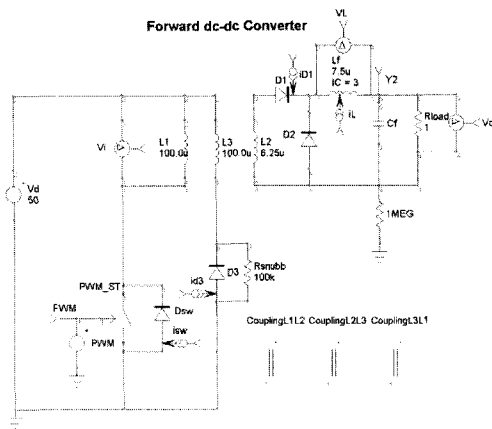 Forward dc-dc Converter
VL
Lf
7.5u
IC = 3
iD1
D1
Y2
iL
Vi
L1
100.0u
L3
100.0u
L2
6.25u
D2
Cf
Rload
1
Vd
50
1MEG
PWM_ST
PWM
PWM
Dsw
isw
id3
D3
Rsnubb
100k
CouplingL1L2 CouplingL2L3 CouplingL3L1